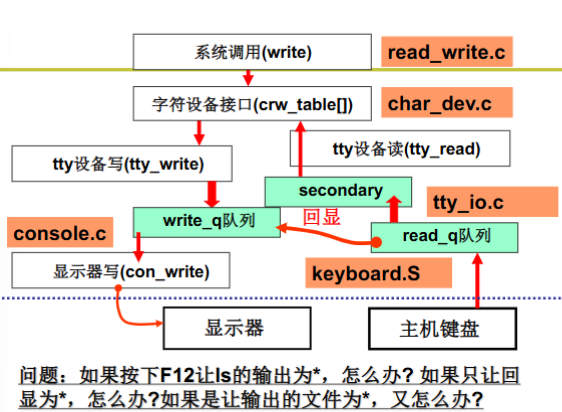 系统调用(write)
read_write.c
字符设备接口(crw_table[])
char_dev.c
tty设备写(tty_write)
tty设备读(tty_read)
secondary
tty_io.c
write_q队列
回显
console.c
read_q队列
显示器写(con_write)
keyboard.S
显示器
主机键盘
问题：如果按下F12让ls的输出为*，怎么办? 如果只让回
显为*，怎么办?如果是让输出的文件为*，又怎么办?